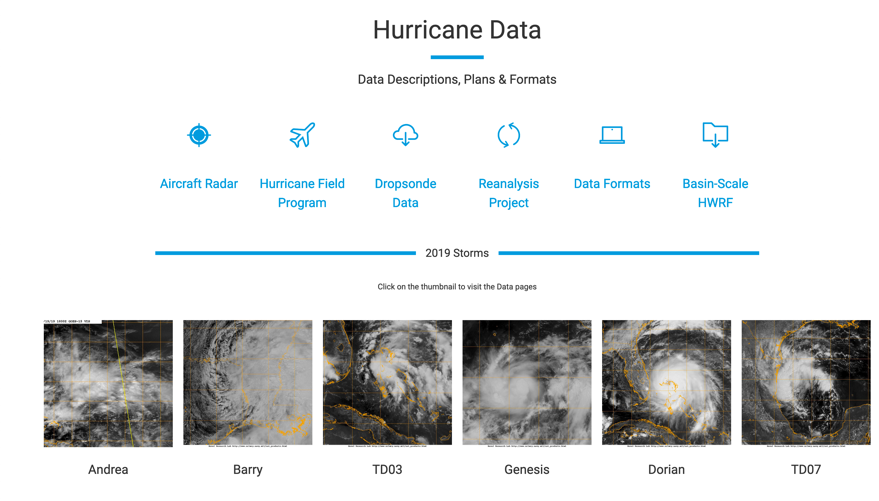 Hurricane Data
Data Descriptions, Plans & Formats
Aircraft Radar
Hurricane Field
Program
Dropsonde
Data
Reanalysis
Project
Data Formats
Basin-Scale
HWRF
2019 Storms
Click on the thumbnail to visit the Data pages
Andrea
Barry
TD03
Genesis
Dorian
TD07